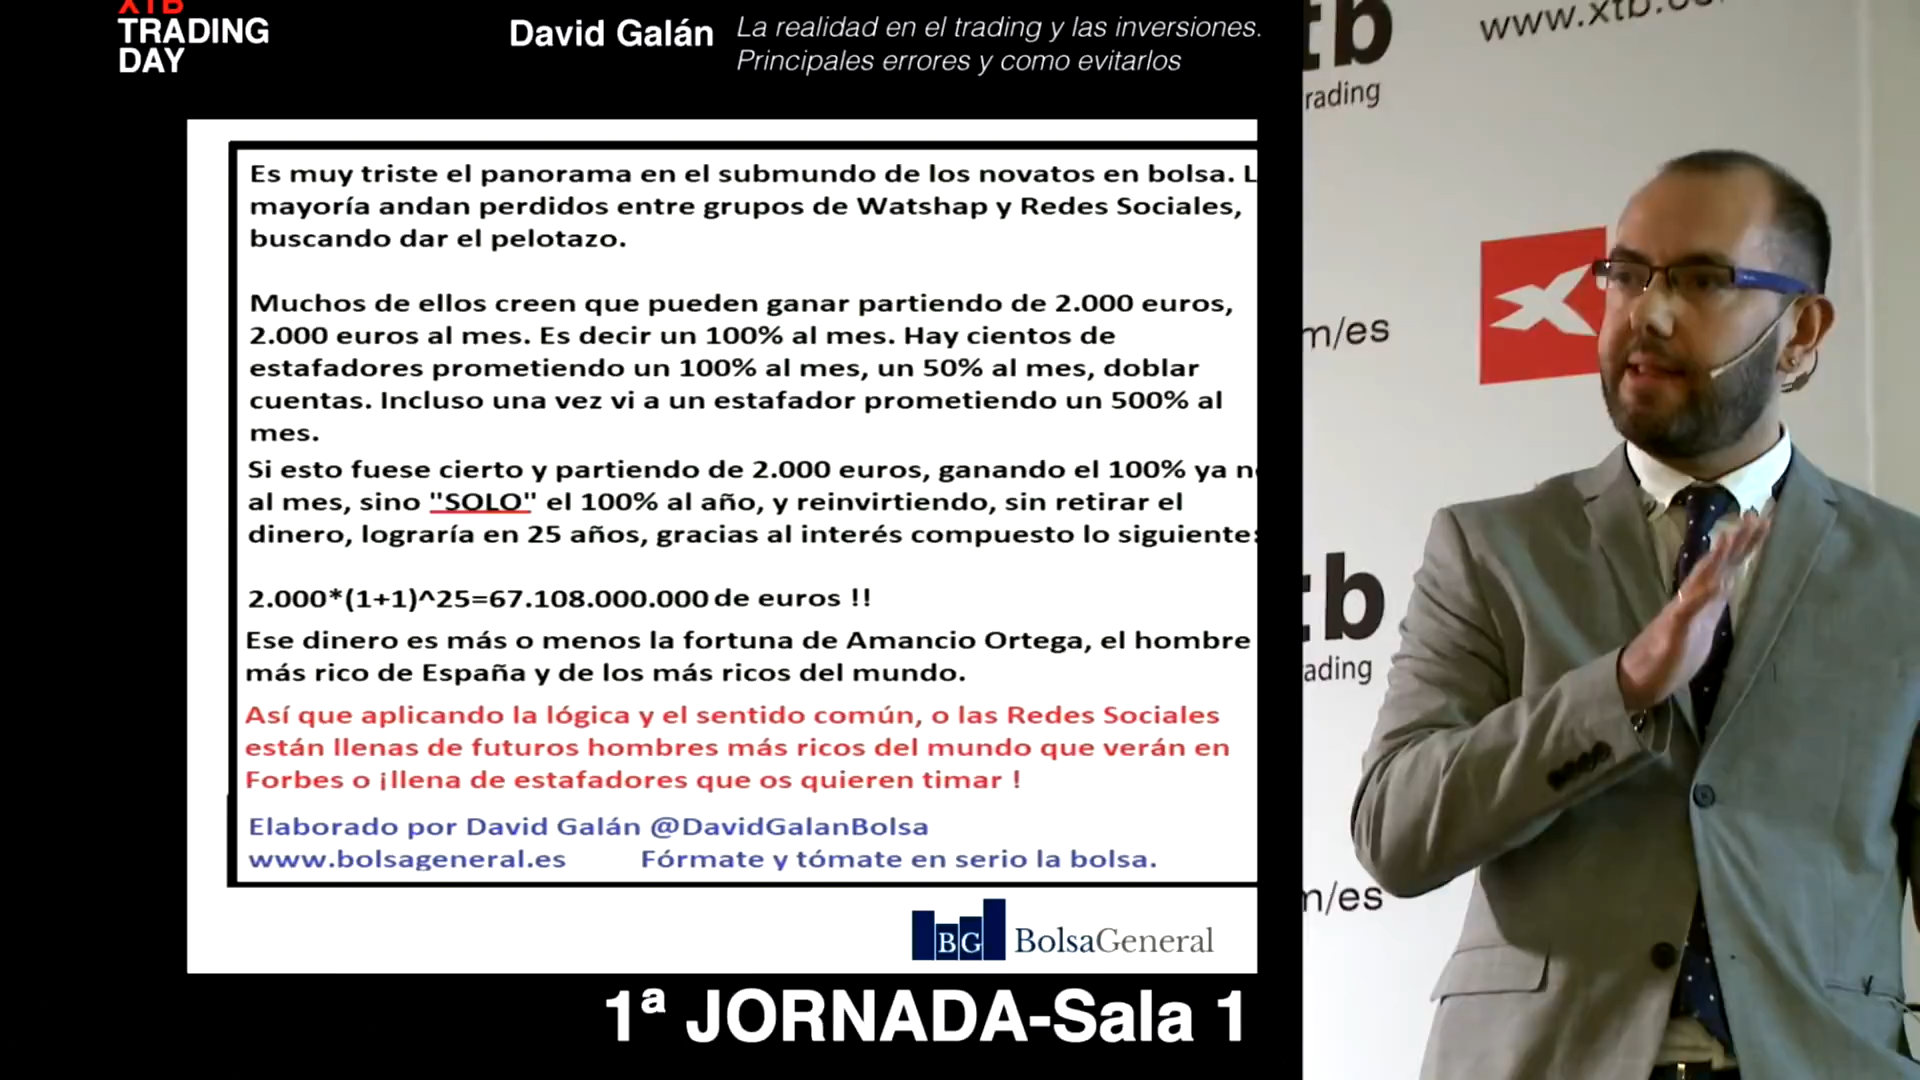 XTB
TRADING
DAY
David Galán
La realidad en el trading y las inversiones.
Principales errores y como evitarlos
Es muy triste el panorama en el submundo de los novatos en bolsa. L
mayoría andan perdidos entre grupos de Watshap y Redes Sociales,
buscando dar el pelotazo.
Muchos de ellos creen que pueden ganar partiendo de 2.000 euros,
2.000 euros al mes. Es decir un 100% al mes. Hay cientos de
estafadores prometiendo un 100% al mes, un 50% al mes, doblar
cuentas. Incluso una vez vi a un estafador prometiendo un 500% al
mes.
Si esto fuese cierto y partiendo de 2.000 euros, ganando el 100% ya n
al mes, sino "SOLO" el 100% al año, y reinvirtiendo, sin retirar el
dinero, lograría en 25 años, gracias al interés compuesto lo siguiente:
2.000*(1+1)^25=67.108.000.000 de euros !!
Ese dinero es más o menos la fortuna de Amancio Ortega, el hombre
más rico de España y de los más ricos del mundo.
Así que aplicando la lógica y el sentido común, o las Redes Sociales
están llenas de futuros hombres más ricos del mundo que verán en
Forbes o ¡llena de estafadores que os quieren timar !
Elaborado por David Galán @DavidGalanBolsa
www.bolsageneral.es Fórmate y tómate en serio la bolsa.
BG BolsaGeneral
1ª JORNADA-Sala 1
www.xtb.co
tb
rading
m/es
tb
ading
m/es